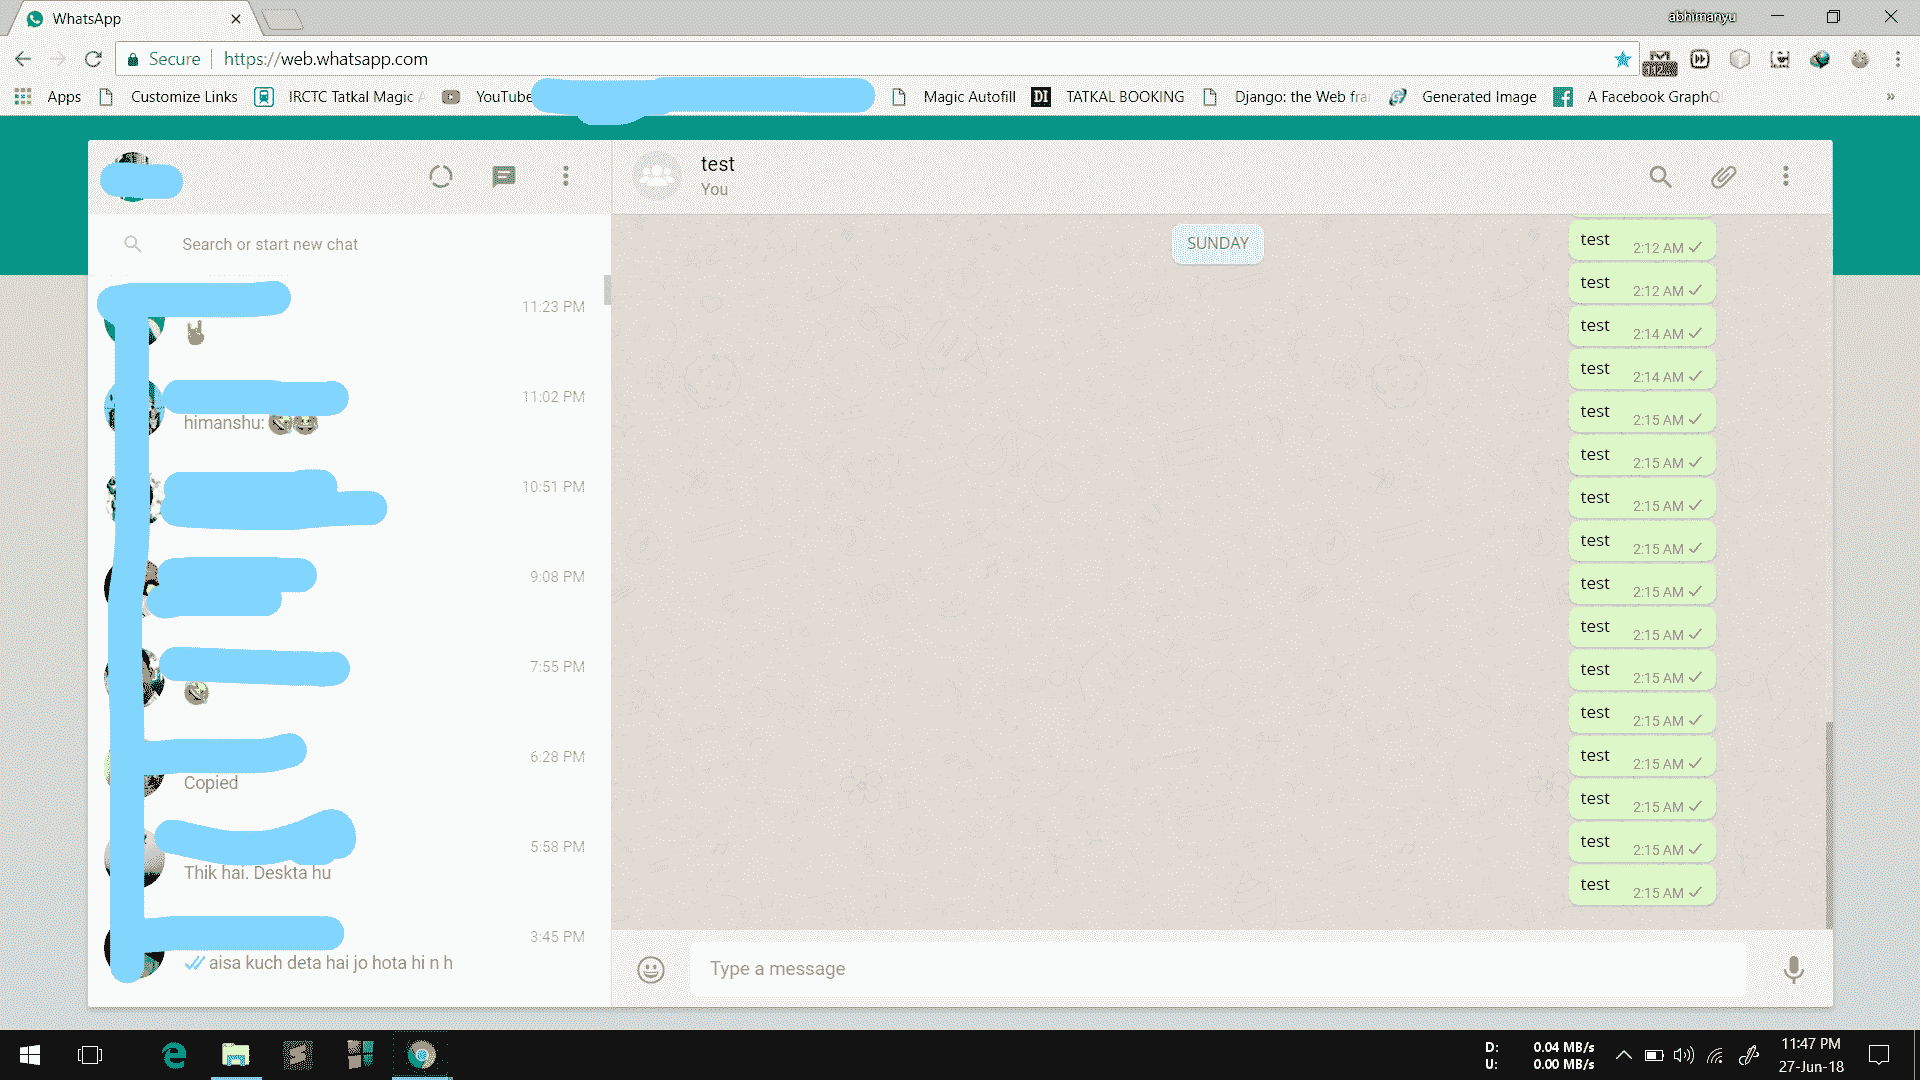 WhatsApp
abhimanyu
Secure https://web.whatsapp.com
Apps Customize Links IRCTC Tatkal Magic YouTube Magic Autofill DI TATKAL BOOKING Django: the Web fra Generated Image A Facebook GraphQ »
test
You
Search or start new chat
SUNDAY
11:23 PM
11:02 PM
himanshu:
10:51 PM
9:08 PM
7:55 PM
6:28 PM
Copied
5:58 PM
Thik hai. Deskta hu
3:45 PM
aisa kuch deta hai jo hota hi n h
test 2:12 AM
test 2:12 AM
test 2:14 AM
test 2:14 AM
test 2:15 AM
test 2:15 AM
test 2:15 AM
test 2:15 AM
test 2:15 AM
test 2:15 AM
test 2:15 AM
test 2:15 AM
test 2:15 AM
test 2:15 AM
test 2:15 AM
test 2:15 AM
Type a message
D: 0.04 MB/s
U: 0.00 MB/s
11:47 PM
27-Jun-18